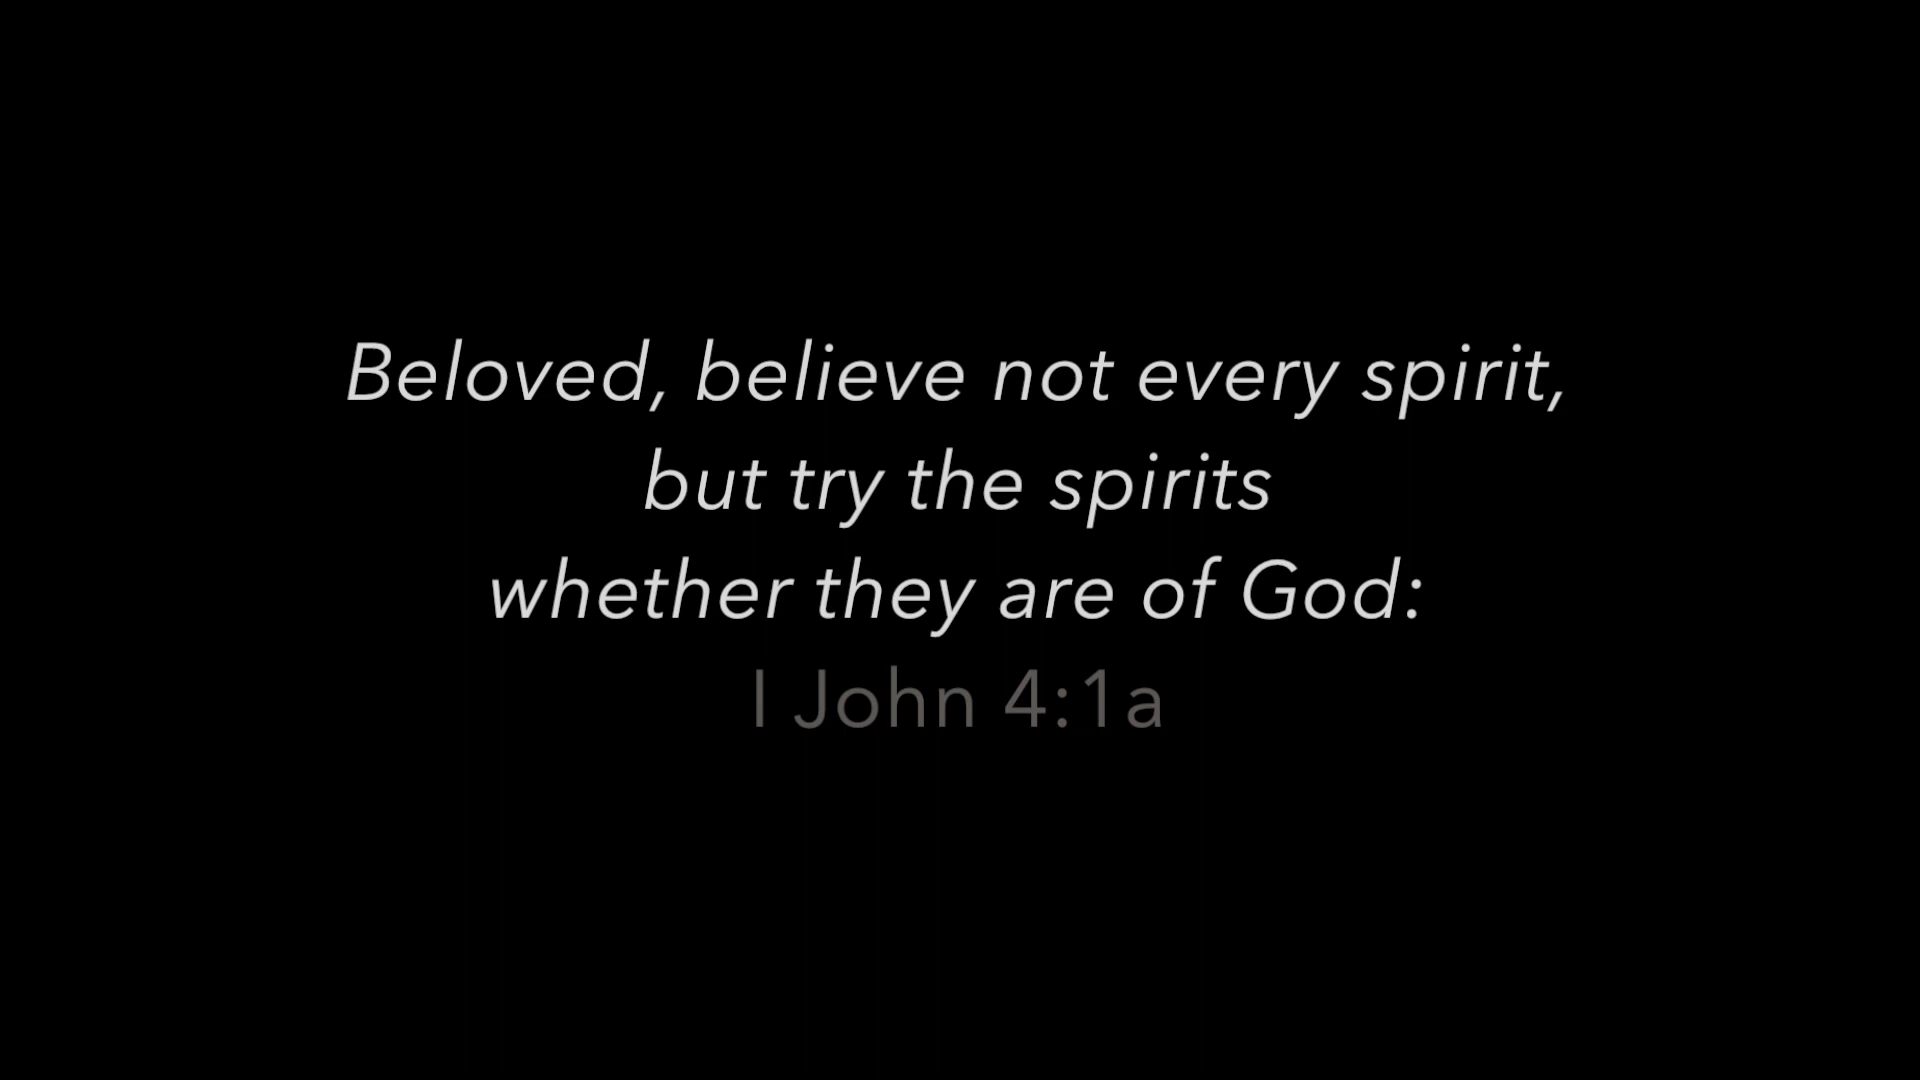 Beloved, believe not every spirit,
but try the spirits
whether they are of God:
I John 4:1a